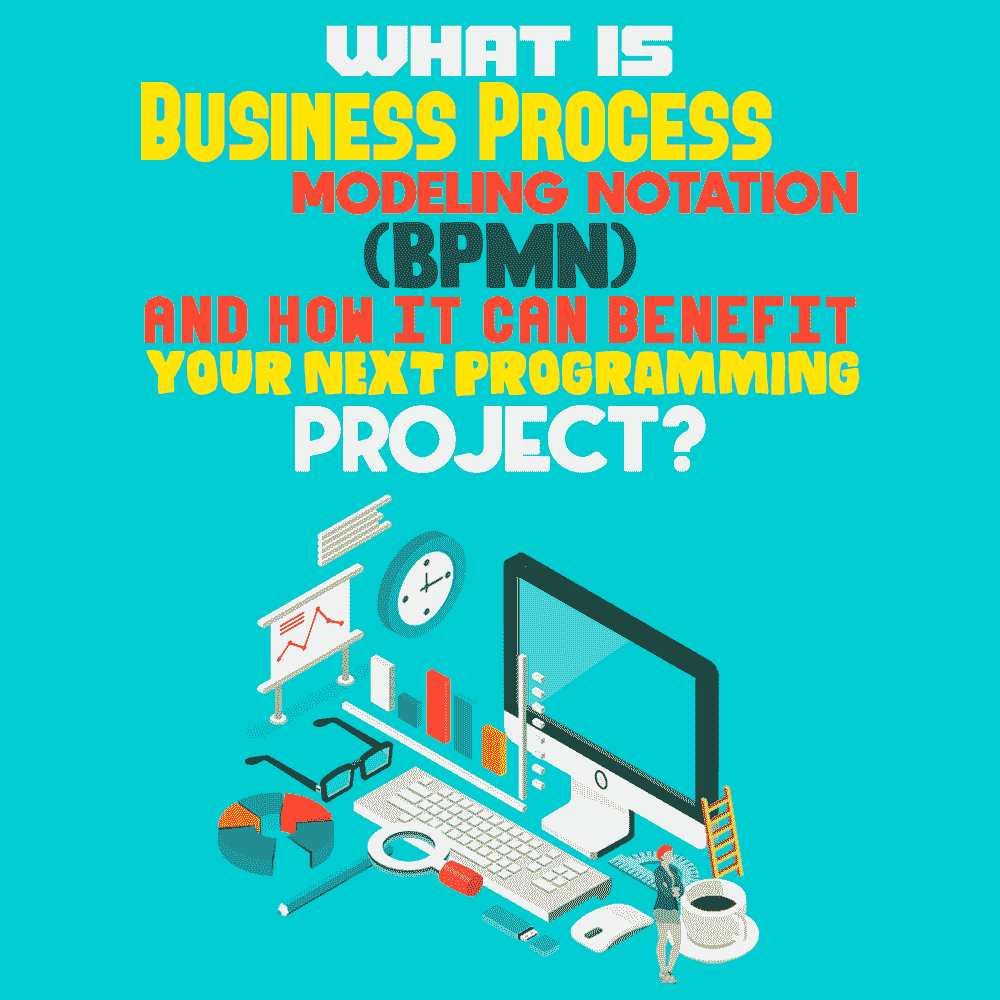 WHAT IS
BUSINESS PROCESS
MODELING NOTATION
(BPMN)
AND HOW IT CAN BENEFIT
YOUR NEXT PROGRAMMING
PROJECT?